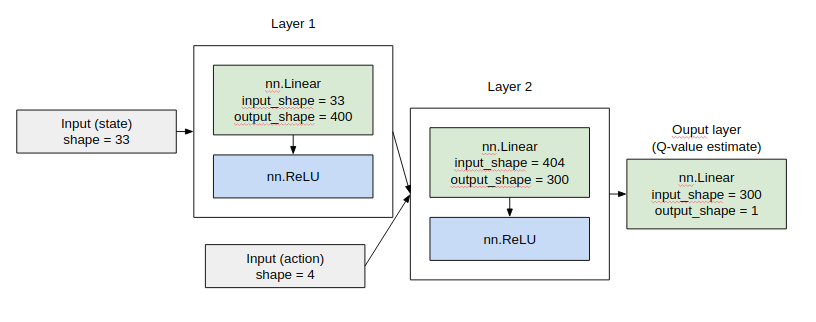 Layer 1
nn.Linear
input_shape = 33
output_shape = 400
nn.ReLU
Input (state)
shape = 33
Input (action)
shape = 4
Layer 2
nn.Linear
input_shape = 404
output_shape = 300
nn.ReLU
Ouput layer
(Q-value estimate)
nn.Linear
input_shape = 300
output_shape = 1